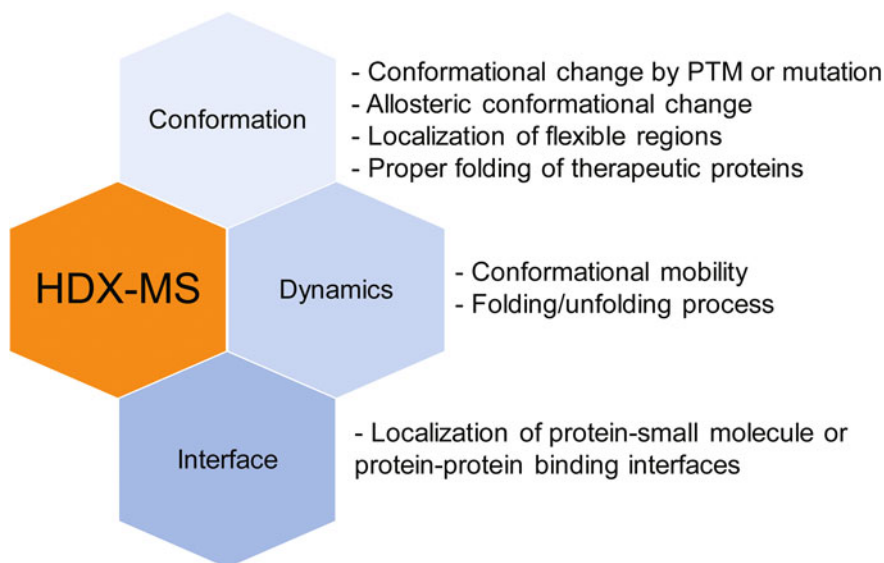 Conformation
- Conformational change by PTM or mutation
- Allosteric conformational change
- Localization of flexible regions
- Proper folding of therapeutic proteins
HDX-MS
Dynamics
- Conformational mobility
- Folding/unfolding process
Interface
- Localization of protein-small molecule or
protein-protein binding interfaces